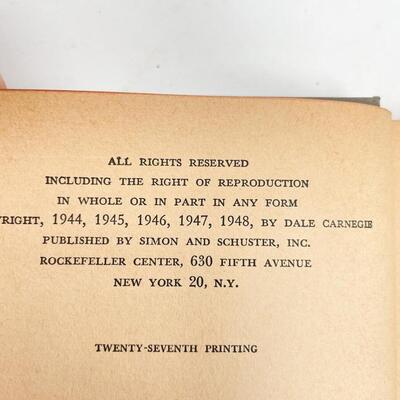 ALL RIGHTS RESERVED
INCLUDING THE RIGHT OF REPRODUCTION
IN WHOLE OR IN PART IN ANY FORM
YRIGHT, 1944, 1945, 1946, 1947, 1948, BY DALE CARNEGIE
PUBLISHED BY SIMON AND SCHUSTER, INC.
ROCKEFELLER CENTER, 630 FIFTH AVENUE
NEW YORK 20, N.Y.
TWENTY-SEVENTH PRINTING